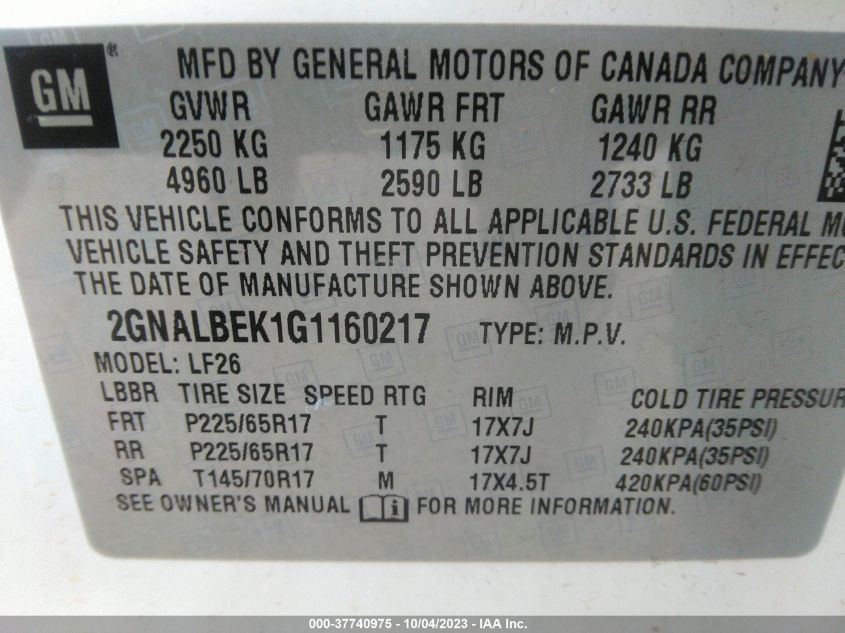 GM ®
MFD BY GENERAL MOTORS OF CANADA COMPANY
GVWR GAWR FRT GAWR RR
2250 KG 1175 KG 1240 KG
4960 LB 2590 LB 2733 LB
THIS VEHICLE CONFORMS TO ALL APPLICABLE U.S. FEDERAL
VEHICLE SAFETY AND THEFT PREVENTION STANDARDS IN EFFEC
THE DATE OF MANUFACTURE SHOWN ABOVE.
2GNALBEK1G1160217 TYPE: M.P.V.
MODEL: LF26
LBBR TIRE SIZE SPEED RTG RIM COLD TIRE PRESSUR
FRT P225/65R17 T 17X7J 240KPA(35PSI)
RR P225/65R17 T 17X7J 240KPA(35PSI)
SPA T145/70R17 M 17X4.5T 420KPA(60PSI)
SEE OWNER'S MANUAL i FOR MORE INFORMATION.
000-37740975 - 10/04/2023 - IAA Inc.